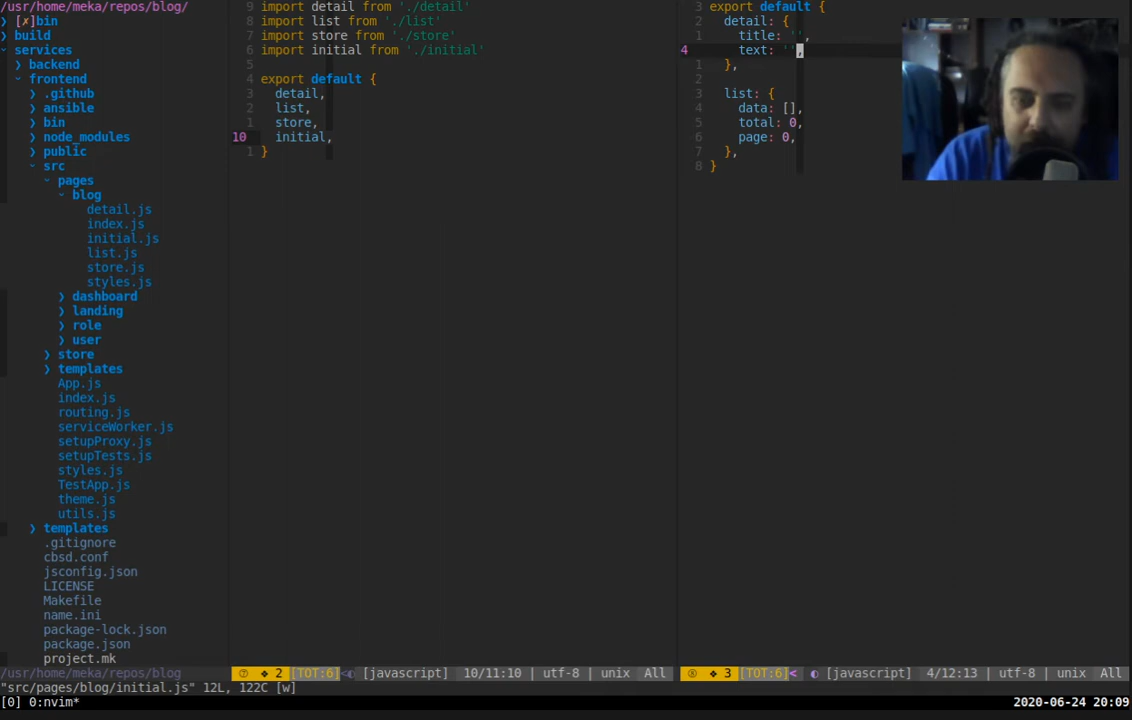 /usr/home/meka/repos/blog/
❯ [✗]bin
❯ build
services
❯ backend
frontend
❯ .github
❯ ansible
❯ bin
❯ node_modules
❯ public
src
pages
blog
detail.js
index.js
initial.js
list.js
store.js
styles.js
❯ dashboard
❯ landing
❯ role
❯ user
❯ store
❯ templates
App.js
index.js
routing.js
serviceWorker.js
setupProxy.js
setupTests.js
styles.js
TestApp.js
theme.js
utils.js
❯ templates
.gitignore
cbsd.conf
jsconfig.json
LICENSE
Makefile
name.ini
package-lock.json
package.json
project.mk
/usr/home/meka/repos/blog
9 import detail from './detail'
8 import list from './list'
7 import store from './store'
6 import initial from './initial'
5
4 export default {
3 detail,
2 list,
1 store,
10 initial,
1 }
⑦ ❖ 2 [TOT:6]<◐ [javascript] 10/11:10 | utf-8 | unix All
3 export default {
2 detail: {
1 title: '',
4 text: '',
1 },
2
3 list: {
4 data: [],
5 total: 0,
6 page: 0,
7 },
8 }
⑧ ❖ 3 [TOT:6]< ◐ [javascript] 4/12:13 | utf-8 | unix All
"src/pages/blog/initial.js" 12L, 122C [w]
[0] 0:nvim* 2020-06-24 20:09